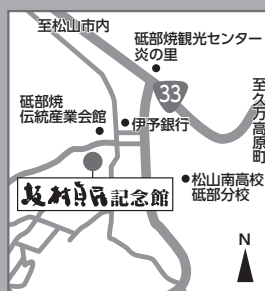 至松山市内
砥部焼観光センター
炎の里
33
至久万高原町
砥部焼
伝統産業会館
伊予銀行
坂村真民記念館
松山南高校
砥部分校
N